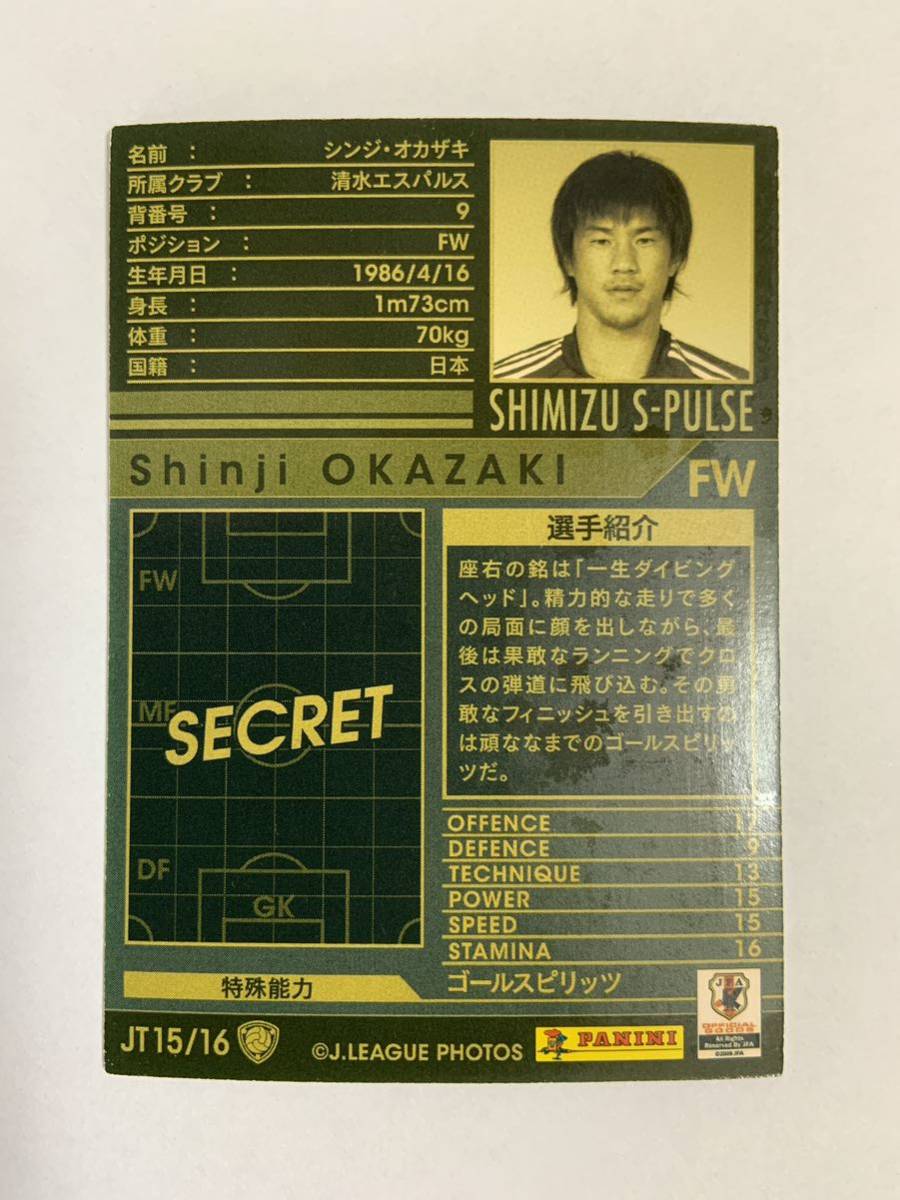 名前 : シンジ・オカザキ
所属クラブ : 清水エスパルス
背番号 : 9
ポジション : FW
生年月日 : 1986/4/16
身長 : 1m73cm
体重 : 70kg
国籍 : 日本
SHIMIZU S-PULSE
Shinji OKAZAKI
FW
FW
MF
SECRET
DF
GK
選手紹介
座右の銘は「一生ダイビング
ヘッド」。精力的な走りで多く
の局面に顔を出しながら、最
後は果敢なランニングでクロ
スの弾道に飛び込む。その勇
敢なフィニッシュを引き出すの
は頑ななまでのゴールスピリッ
ツだ。
OFFENCE
DEFENCE 9
TECHNIQUE 13
POWER 15
SPEED 15
STAMINA 16
特殊能力
ゴールスピリッツ
JT15/16
©J.LEAGUE PHOTOS
PANINI
JFA
OFFICIAL
GOODS
All Rights
Reserved By JFA